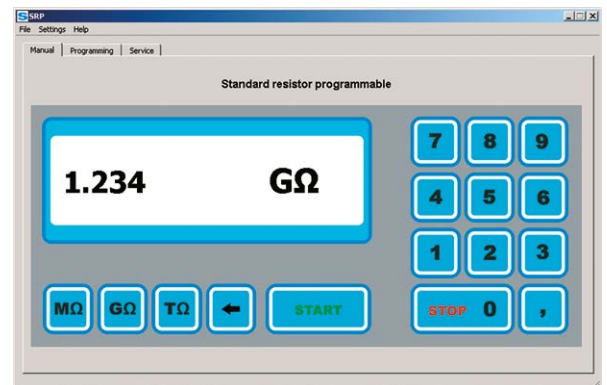 SRP
File Settings Help
Manual Programming Service
Standard resistor programmable
1.234 GΩ
7 8 9
4 5 6
1 2 3
MΩ GΩ TΩ ← START STOP 0 ,